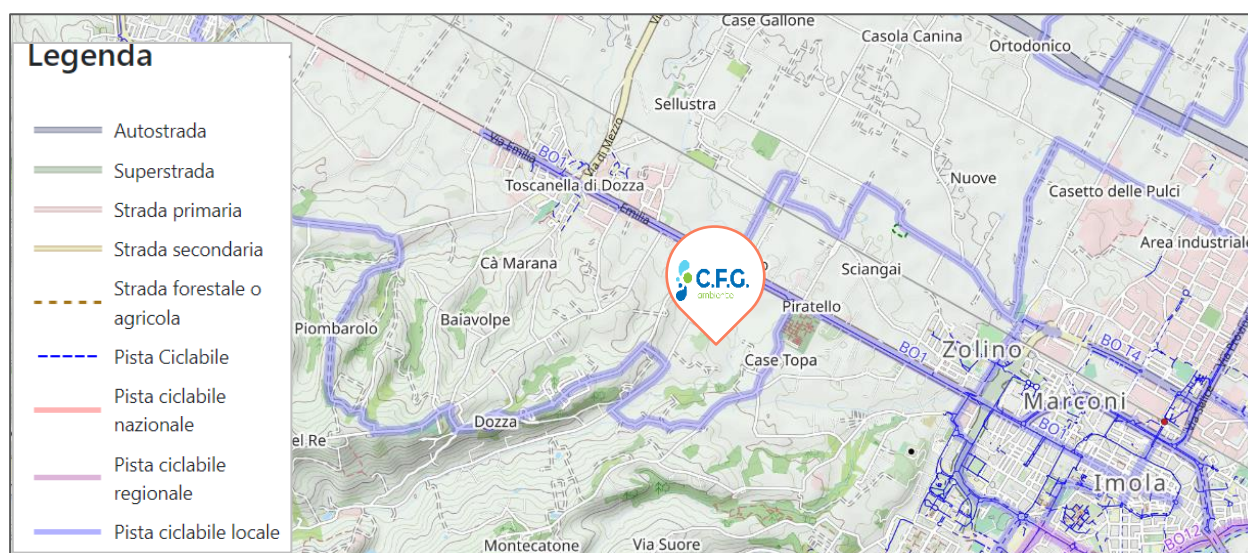 Legenda
Autostrada
Superstrada
Strada primaria
Strada secondaria
Strada forestale o
agricola
Pista Ciclabile
Pista ciclabile
nazionale
Pista ciclabile
regionale
Pista ciclabile locale
Case Gallone
Casola Canina
Ortodonico
Sellustra
Via di Mezzo
Via Emilia
BO1
Toscanella di Dozza
Emilia
Nuove
Casetto delle Pulci
Area industriale
Cà Marana
C.F.G.
ambiente
Sciangai
Piratello
Piombarolo
Baiavolpe
Case Topa
BO1
Zolino
BO T4
Marconi
BO1
Dozza
el Re
Imola
Montecatone
Via Suore
BO12